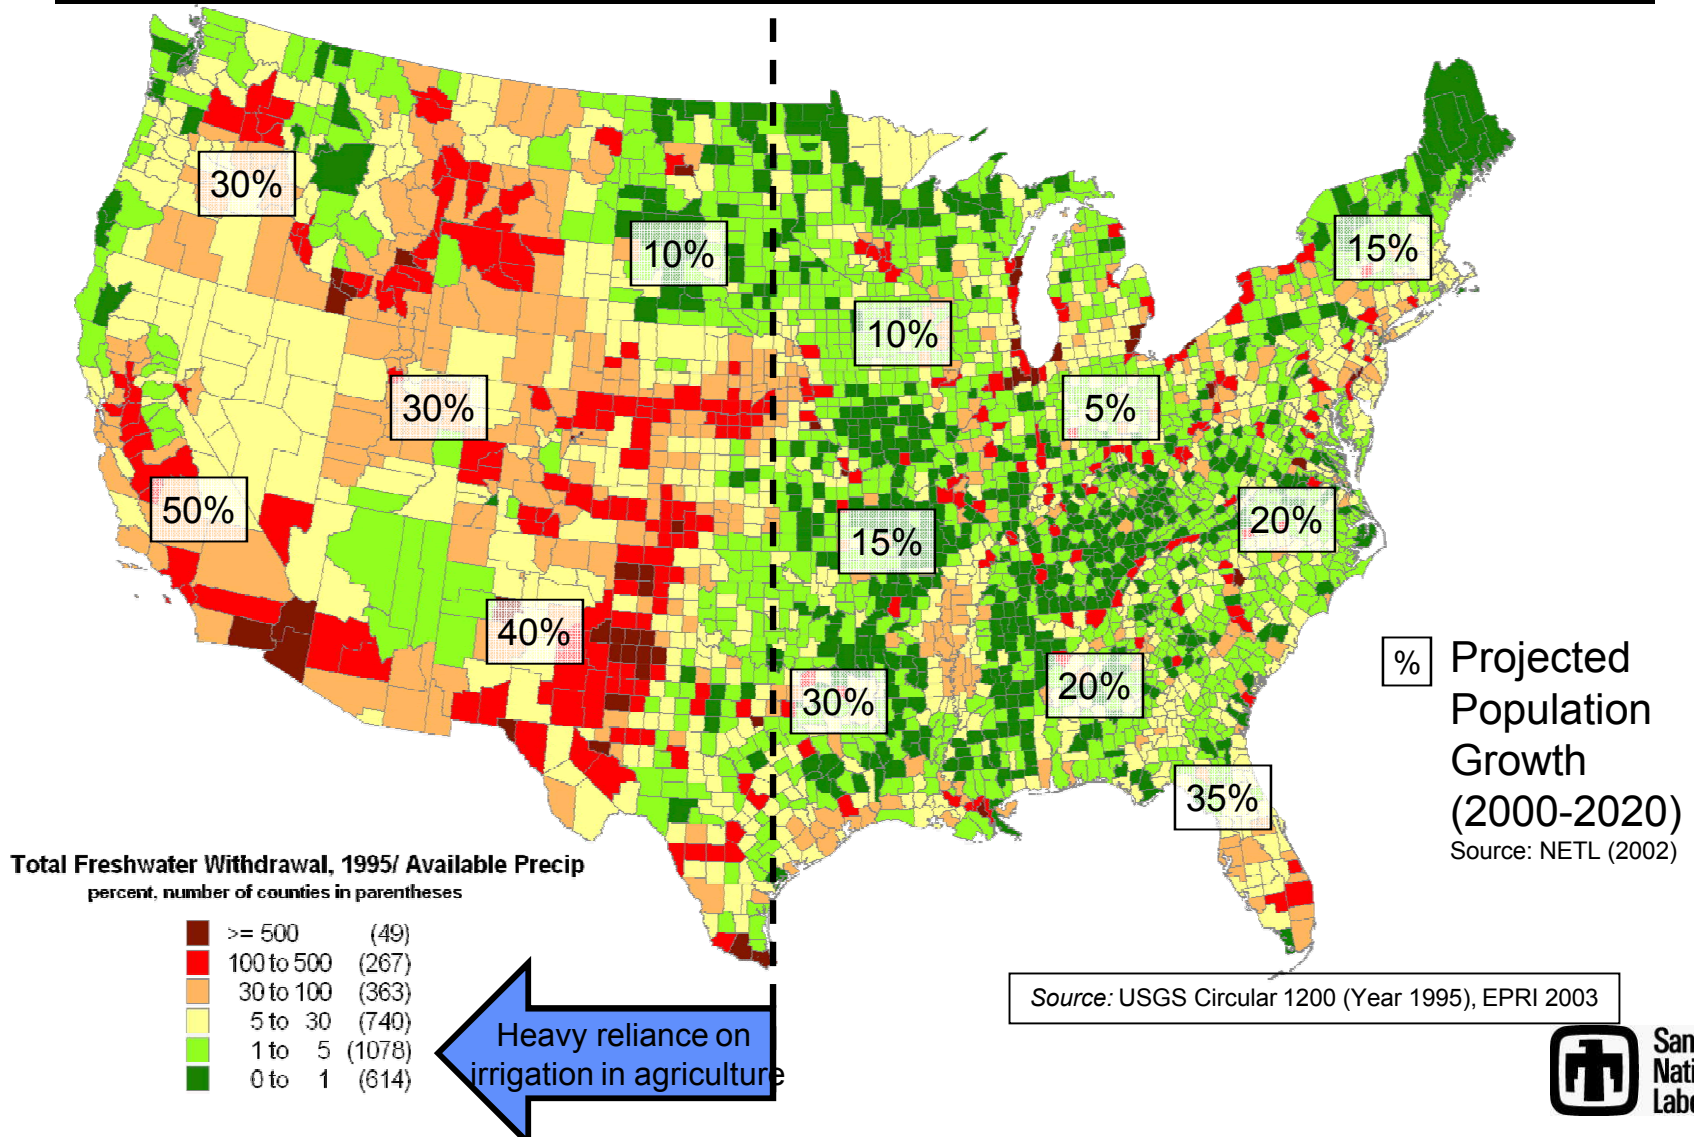 30%
10%
15%
10%
30%
5%
50%
15%
20%
40%
30%
20%
35%
% Projected
Population
Growth
(2000-2020)
Source: NETL (2002)
Total Freshwater Withdrawal, 1995/ Available Precip
percent, number of counties in parentheses
>= 500 (49)
100 to 500 (267)
30 to 100 (363)
5 to 30 (740)
1 to 5 (1078)
0 to 1 (614)
Heavy reliance on
irrigation in agriculture
Source: USGS Circular 1200 (Year 1995), EPRI 2003
San
Nati
Lab